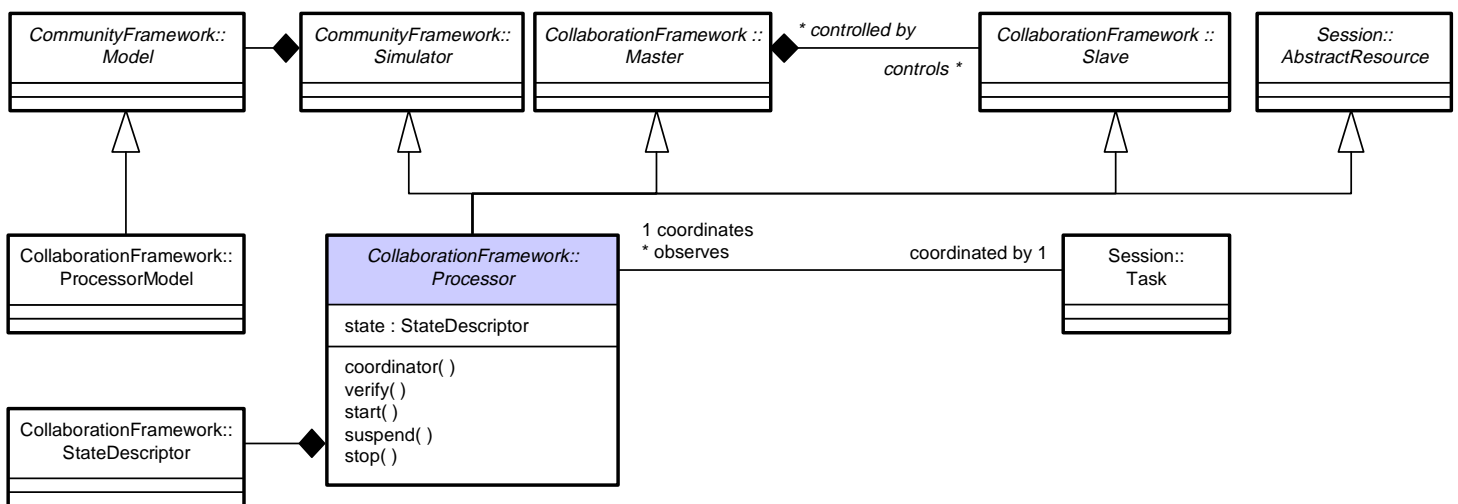 CommunityFramework::
Model
CommunityFramework::
Simulator
CollaborationFramework ::
Master
* controlled by
controls *
CollaborationFramework ::
Slave
Session::
AbstractResource
CollaborationFramework::
ProcessorModel
CollaborationFramework::
Processor
state : StateDescriptor
coordinator( )
verify( )
start( )
suspend( )
stop( )
1 coordinates
* observes
coordinated by 1
Session::
Task
CollaborationFramework::
StateDescriptor